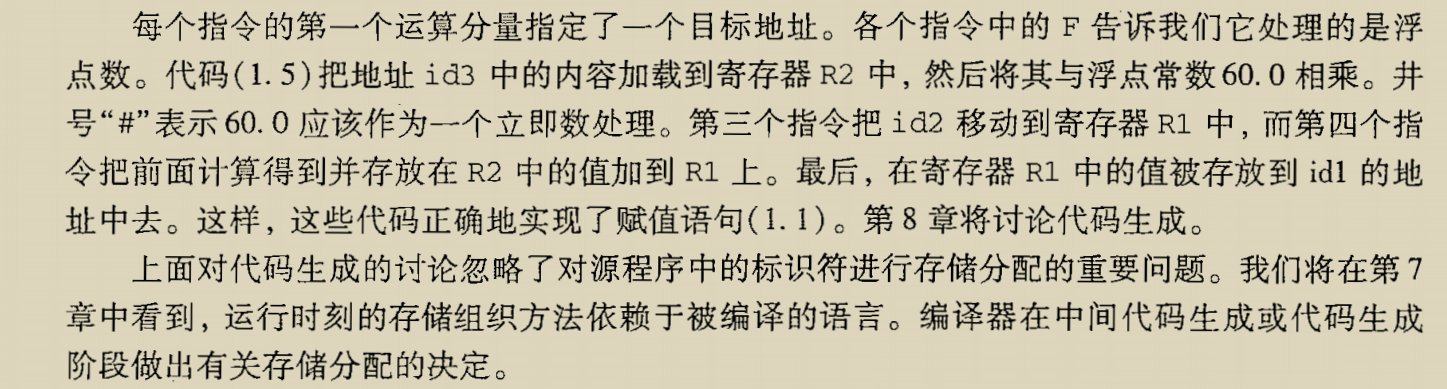 每个指令的第一个运算分量指定了一个目标地址。各个指令中的 F 告诉我们它处理的是浮
点数。代码(1.5)把地址 id3 中的内容加载到寄存器 R2 中,然后将其与浮点常数60.0 相乘。井
号“#”表示60.0 应该作为一个立即数处理。第三个指令把 id2 移动到寄存器 R1 中,而第四个指
令把前面计算得到并存放在 R2 中的值加到 R1 上。最后,在寄存器 R1 中的值被存放到 id1 的地
址中去。这样,这些代码正确地实现了赋值语句(1.1)。第 8 章将讨论代码生成。
上面对代码生成的讨论忽略了对源程序中的标识符进行存储分配的重要问题。我们将在第 7
章中看到,运行时刻的存储组织方法依赖于被编译的语言。编译器在中间代码生成或代码生成
阶段做出有关存储分配的决定。